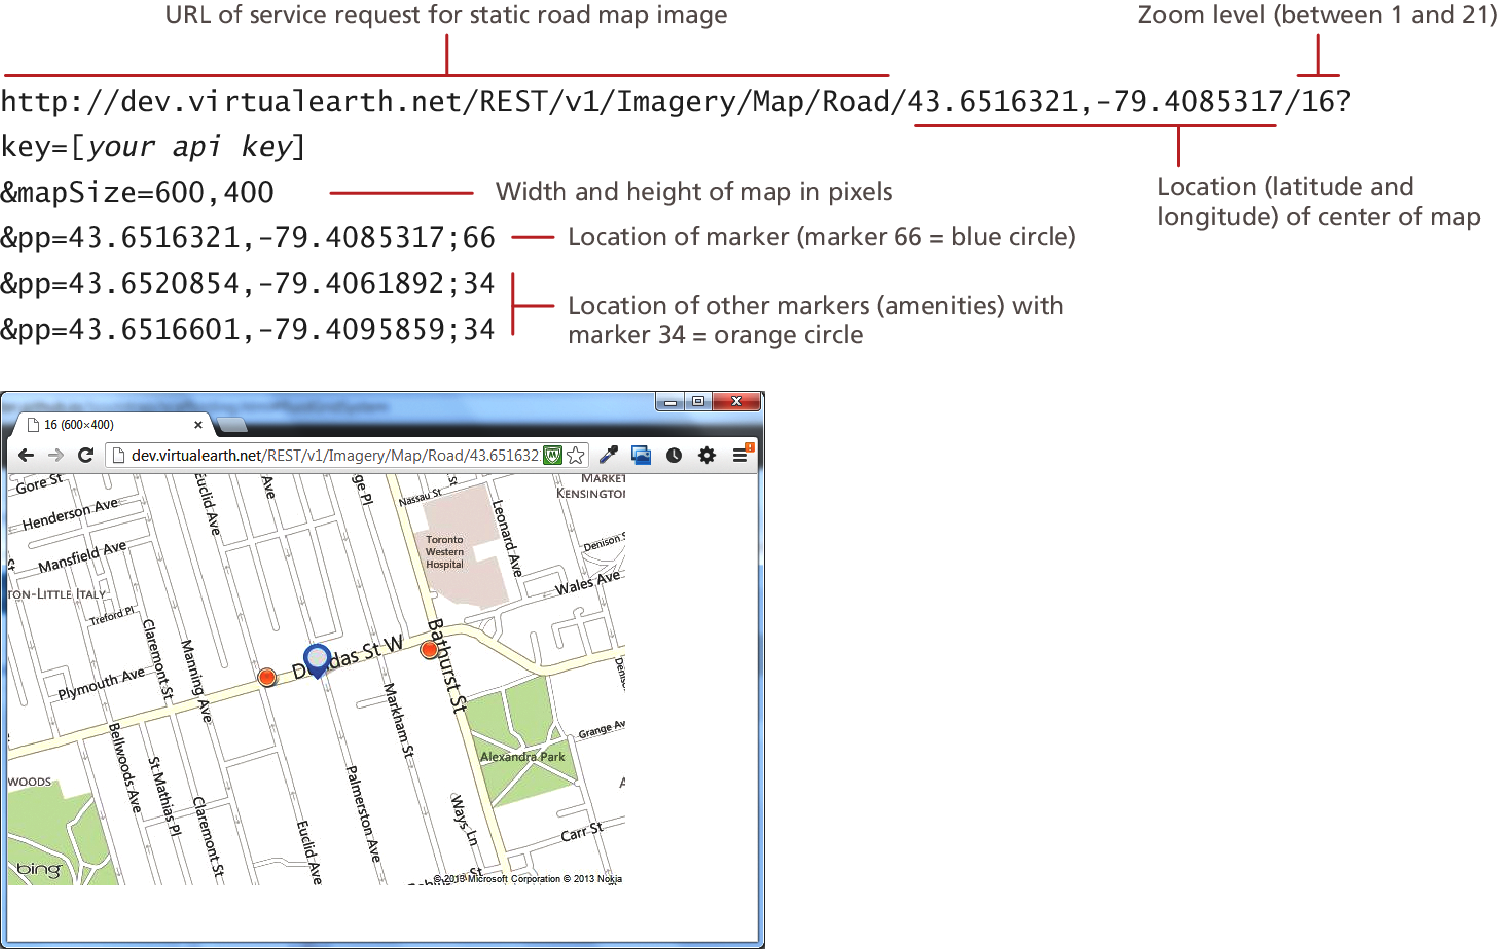 URL of service request for static road map image
Zoom level (between 1 and 21)
http://dev.virtualearth.net/REST/v1/Imagery/Map/Road/43.6516321,-79.4085317/16?
key=[your api key]
&mapSize=600,400
Width and height of map in pixels
Location (latitude and
longitude) of center of map
&pp=43.6516321,-79.4085317;66
Location of marker (marker 66 = blue circle)
&pp=43.6520854,-79.4061892;34
&pp=43.6516601,-79.4095859;34
Location of other markers (amenities) with
marker 34 = orange circle
16 (600×400)
dev.virtualearth.net/REST/v1/Imagery/Map/Road/43.651632
Gore St
Henderson Ave
Mansfield Ave
Euclid Ave
Ave
ge Pl
Nassau St
St
MARKET
KENSINGTON
Leonard Ave
Denison S
Toronto
Western
Hospital
Wales Ave
TON-LITTLE ITALY
Treford Pl
Claremont St
Manning Ave
Plymouth Ave
Dundas St W
Bathurst St
Markham St
Bellwoods Ave
St Mathias Pl
Claremont St
Euclid Ave
Palmerston Ave
Ways Ln
Alexandra Park
Grange Av
Carr St
WOODS
bing
© 2013 Microsoft Corporation © 2013 Nokia